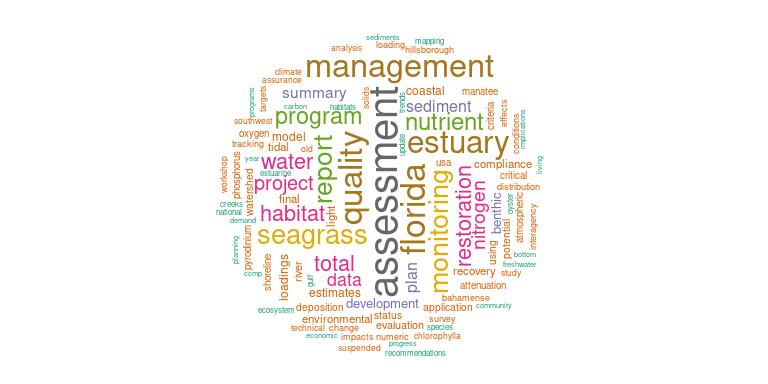 sediments
mapping
analysis
loading
hillsborough
management
climate
assurance
targets
programs
summary
carbon
habitats
solids
trends
coastal
manatee
sediment
criteria
effects
southwest
program
nutrient
conditions
implications
assessment
oxygen
model
tracking
tidal
old
quality
update
estuary
year
water
report
usa
compliance
living
workshop
phosphorus
estuarine
critical
project
watershed
florida
monitoring
restoration
nitrogen
distribution
final
creeks
national
habitat
light
benthic
oyster
atmospheric
interagency
demand
seagrass
potential
planning
pyrodinium
using
bottom
freshwater
ccmp
shoreline
loadings
river
total
gulf
data
plan
recovery
study
attenuation
estimates
development
bahamense
ecosystem
deposition
application
community
environmental
status
survey
technical
change
evaluation
species
economic
impacts
numeric
chlorophylla
suspended
progress
recommendations